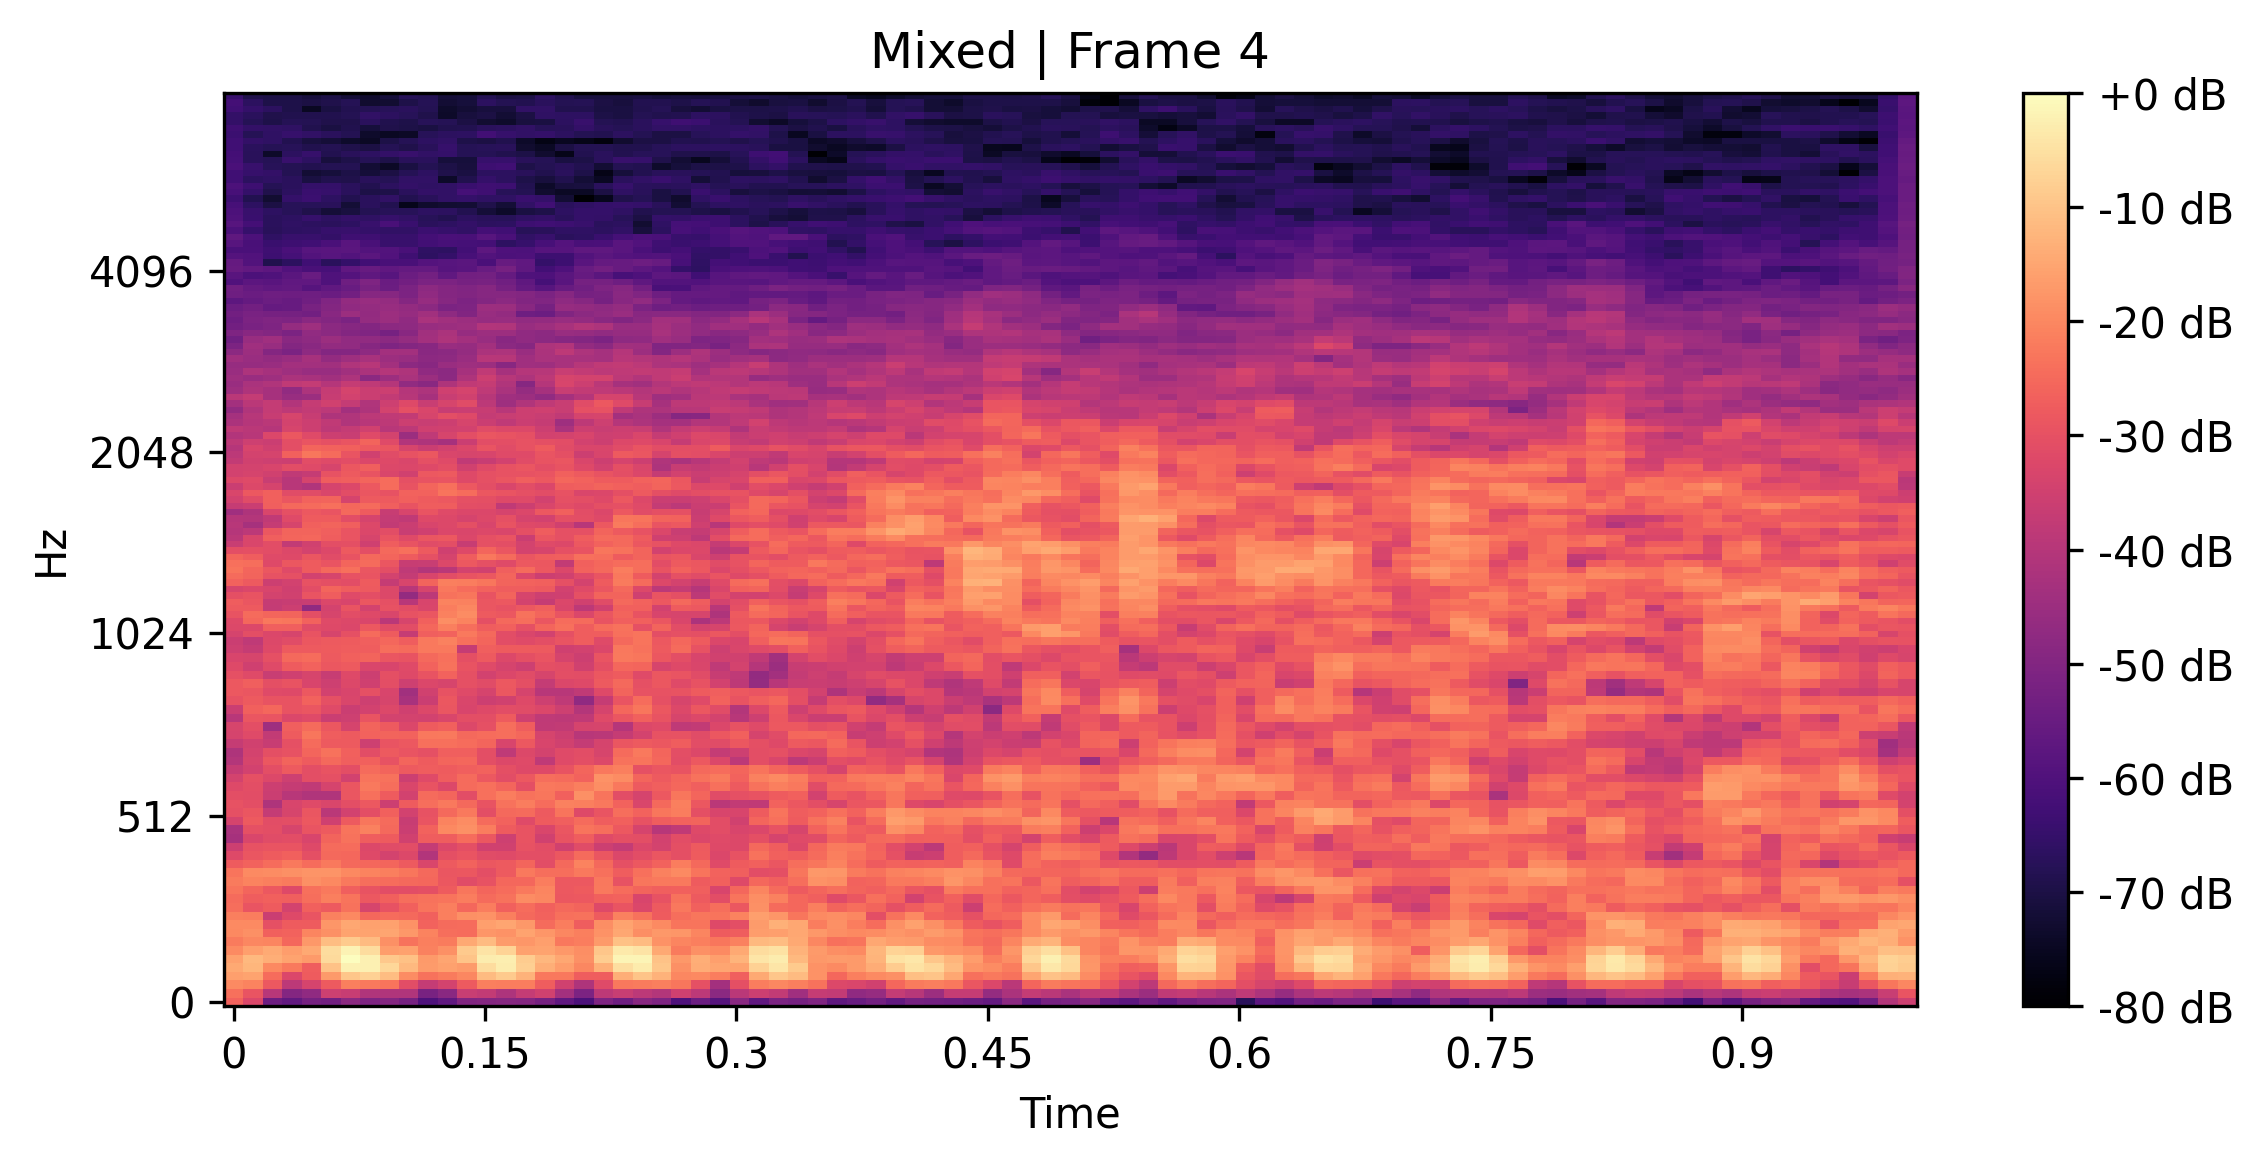 Mixed | Frame 4
+0 dB
-10 dB
-20 dB
-30 dB
-40 dB
-50 dB
-60 dB
-70 dB
-80 dB
Hz
4096
2048
1024
512
0
0 0.15 0.3 0.45 0.6 0.75 0.9
Time